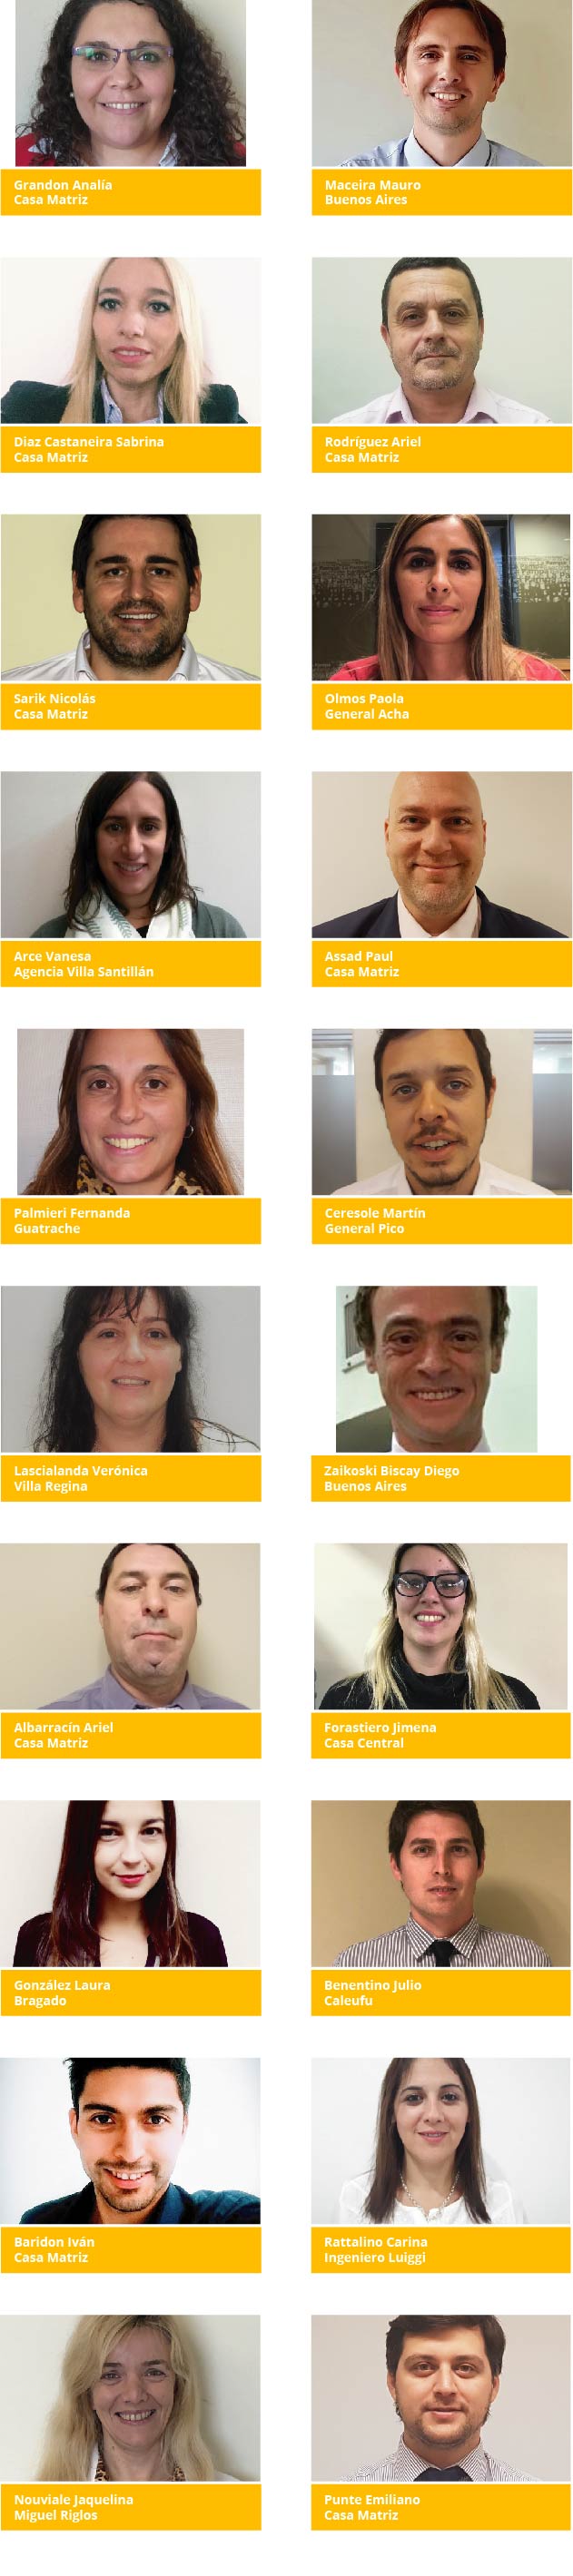 Grandon Analía
Casa Matriz
Maceira Mauro
Buenos Aires
Díaz Castaneira Sabrina
Casa Matriz
Rodríguez Ariel
Casa Matriz
Sarik Nicolás
Casa Matriz
Olmos Paola
General Acha
Arce Vanesa
Agencia Villa Santillán
Assad Paul
Casa Matriz
Palmieri Fernanda
Guatrache
Ceresole Martín
General Pico
Lascialanda Verónica
Villa Regina
Zaikoski Biscay Diego
Buenos Aires
Albarracín Ariel
Casa Matriz
Forastiero Jimena
Casa Central
González Laura
Bragado
Benentino Julio
Caleufu
Baridon Iván
Casa Matriz
Rattalino Carina
Ingeniero Luiggi
Nouviale Jaquelina
Miguel Riglos
Punte Emiliano
Casa Matriz